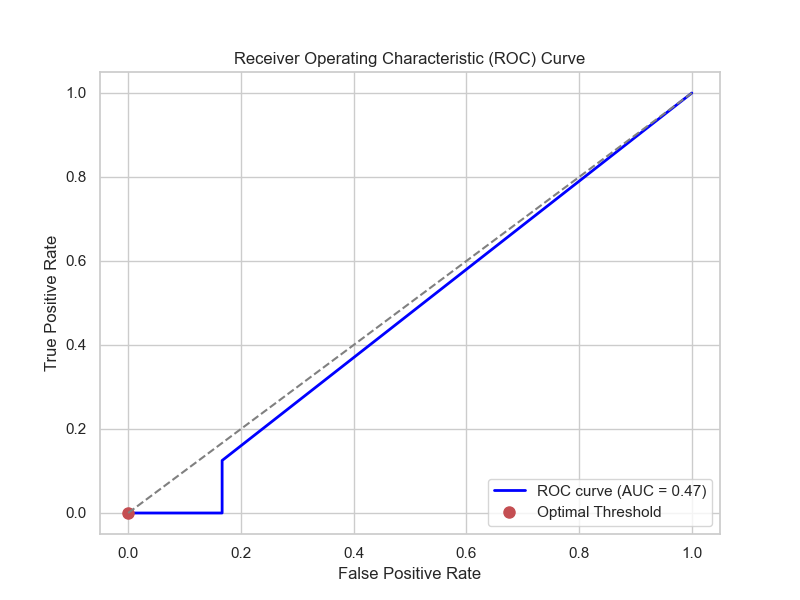 Receiver Operating Characteristic (ROC) Curve
True Positive Rate
1.0
0.8
0.6
0.4
0.2
0.0
0.0 0.2 0.4 0.6 0.8 1.0
False Positive Rate
ROC curve (AUC = 0.47)
Optimal Threshold